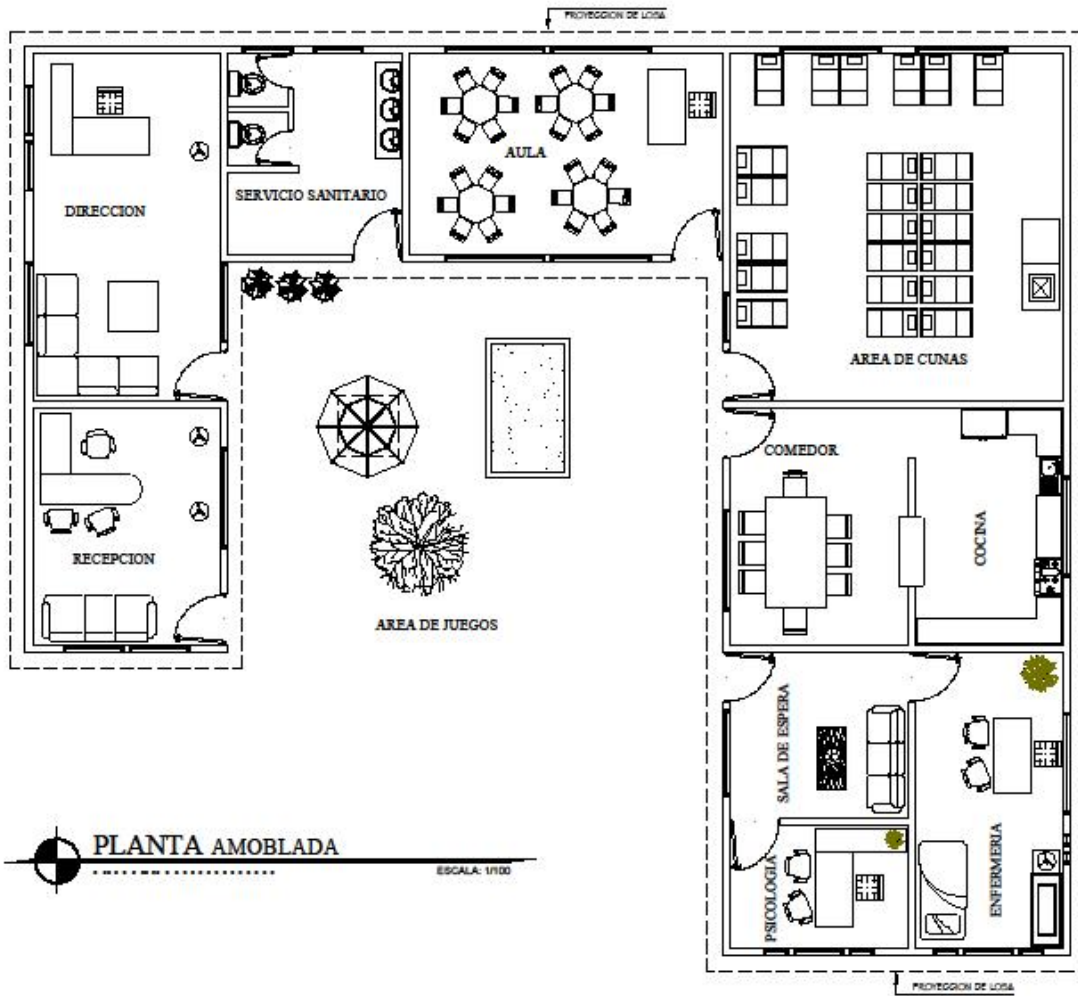 PROYECCION DE LOSA
AULA
SERVICIO SANITARIO
DIRECCION
AREA DE CUNAS
COMEDOR
COCINA
RECEPCION
AREA DE JUEGOS
SALA DE ESPERA
PSICOLOGIA
ENFERMERIA
PLANTA AMOBLADA
ESCALA: 1/100
PROYECCION DE LOSA